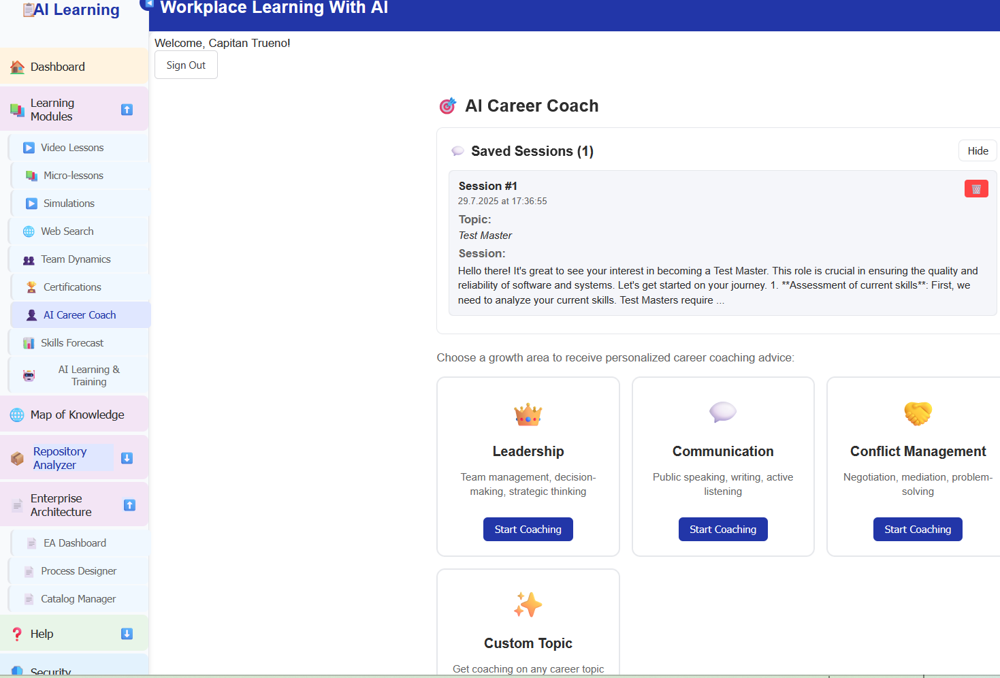 AI Learning
Workplace Learning With AI
Welcome, Capitan Trueno!
Sign Out
Dashboard
Learning
Modules
Video Lessons
Micro-lessons
Simulations
Web Search
Team Dynamics
Certifications
AI Career Coach
Skills Forecast
AI Learning &
Training
Map of Knowledge
Repository
Analyzer
Enterprise
Architecture
EA Dashboard
Process Designer
Catalog Manager
Help
Security
AI Career Coach
Saved Sessions (1)
Hide
Session #1
29.7.2025 at 17:36:55
Topic:
Test Master
Session:
Hello there! It's great to see your interest in becoming a Test Master. This role is crucial in ensuring the quality and
reliability of software and systems. Let's get started on your journey. 1. **Assessment of current skills**: First, we
need to analyze your current skills. Test Masters require ...
Choose a growth area to receive personalized career coaching advice:
Leadership
Team management, decision-
making, strategic thinking
Start Coaching
Communication
Public speaking, writing, active
listening
Start Coaching
Conflict Management
Negotiation, mediation, problem-
solving
Start Coaching
Custom Topic
Get coaching on any career topic